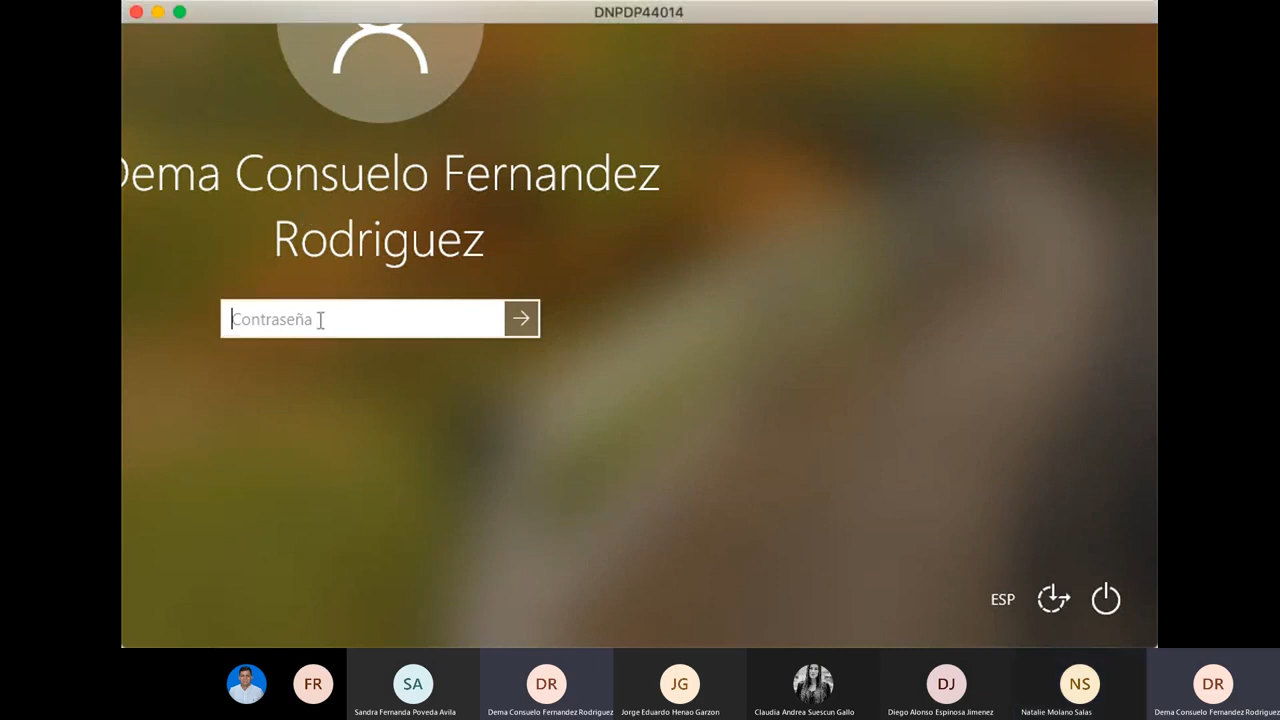 DNPDP44014
Dema Consuelo Fernandez
Rodriguez
Contraseña
ESP
FR
SA
Sandra Fernanda Poveda Avila
DR
Dema Consuelo Fernandez Rodriguez
JG
Jorge Eduardo Henao Garzon
Claudia Andrea Suescun Gallo
DJ
Diego Alonso Espinosa Jimenez
NS
Natalie Molano Salas
DR
Dema Consuelo Fernandez Rodriguez